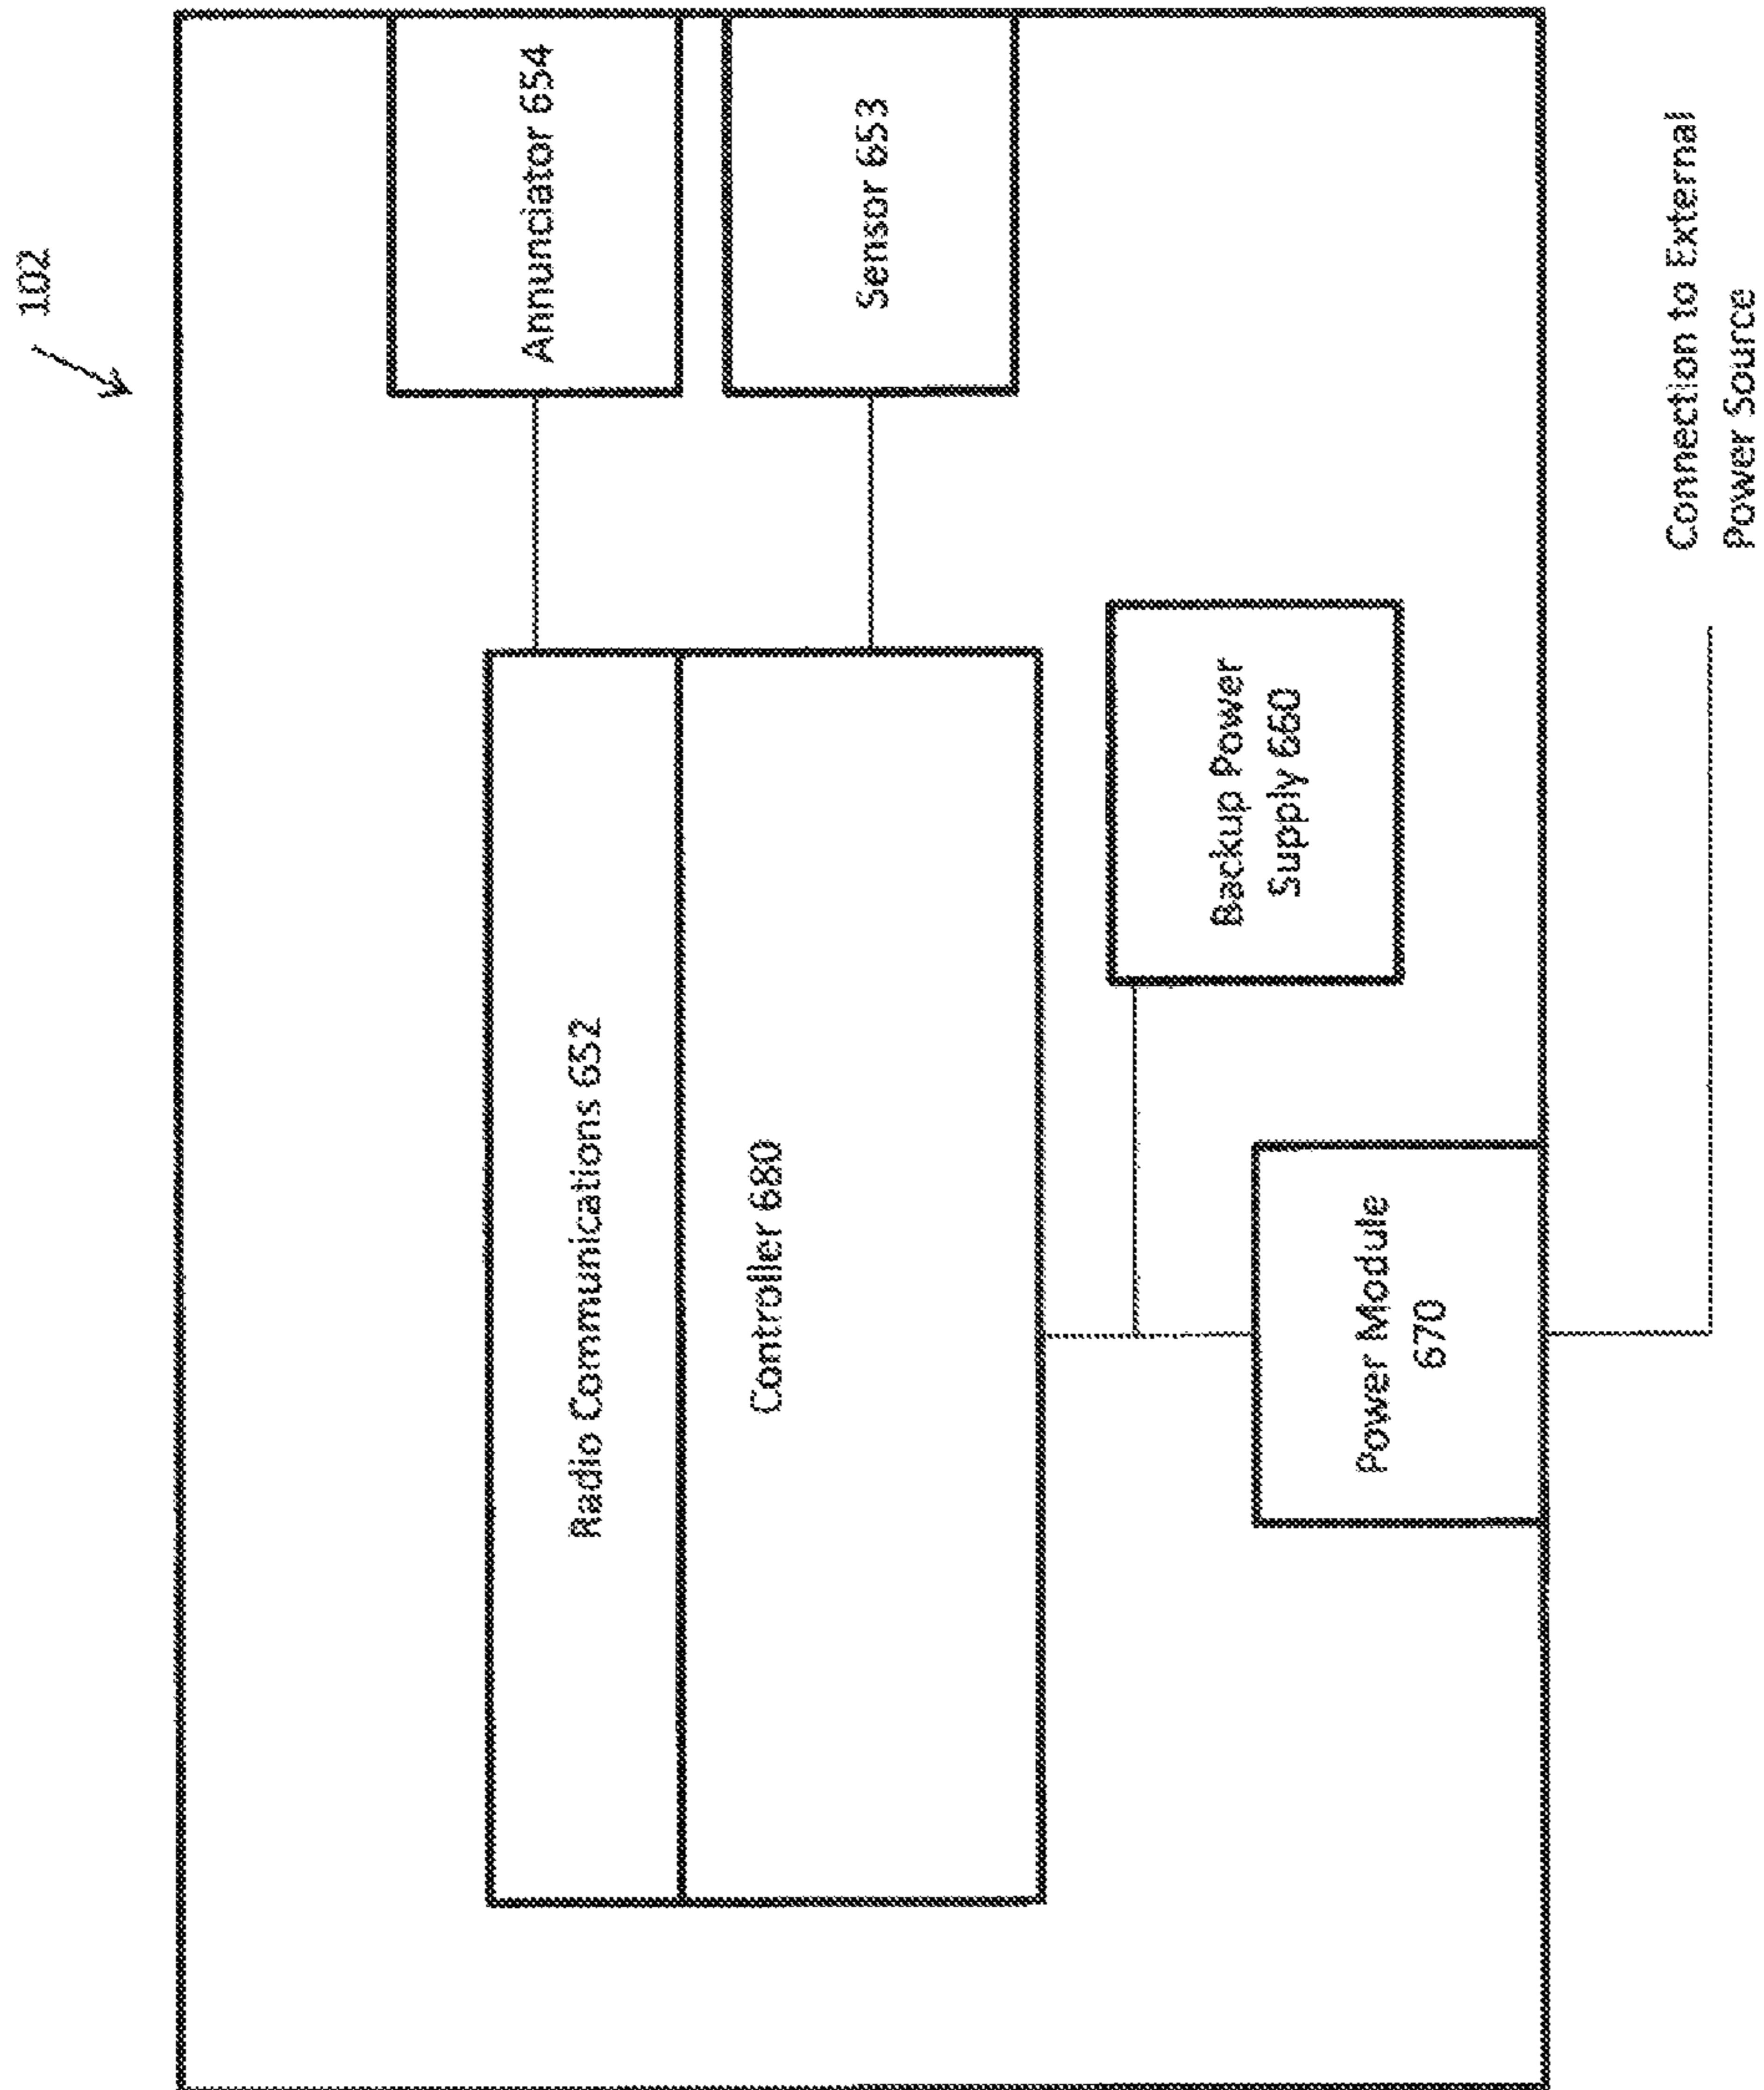 102
Radio Communications 652
Annunciator 654
Controller 680
Sensor 653
Backup Power
Supply 660
Power Module
670
Connection to External
Power Source